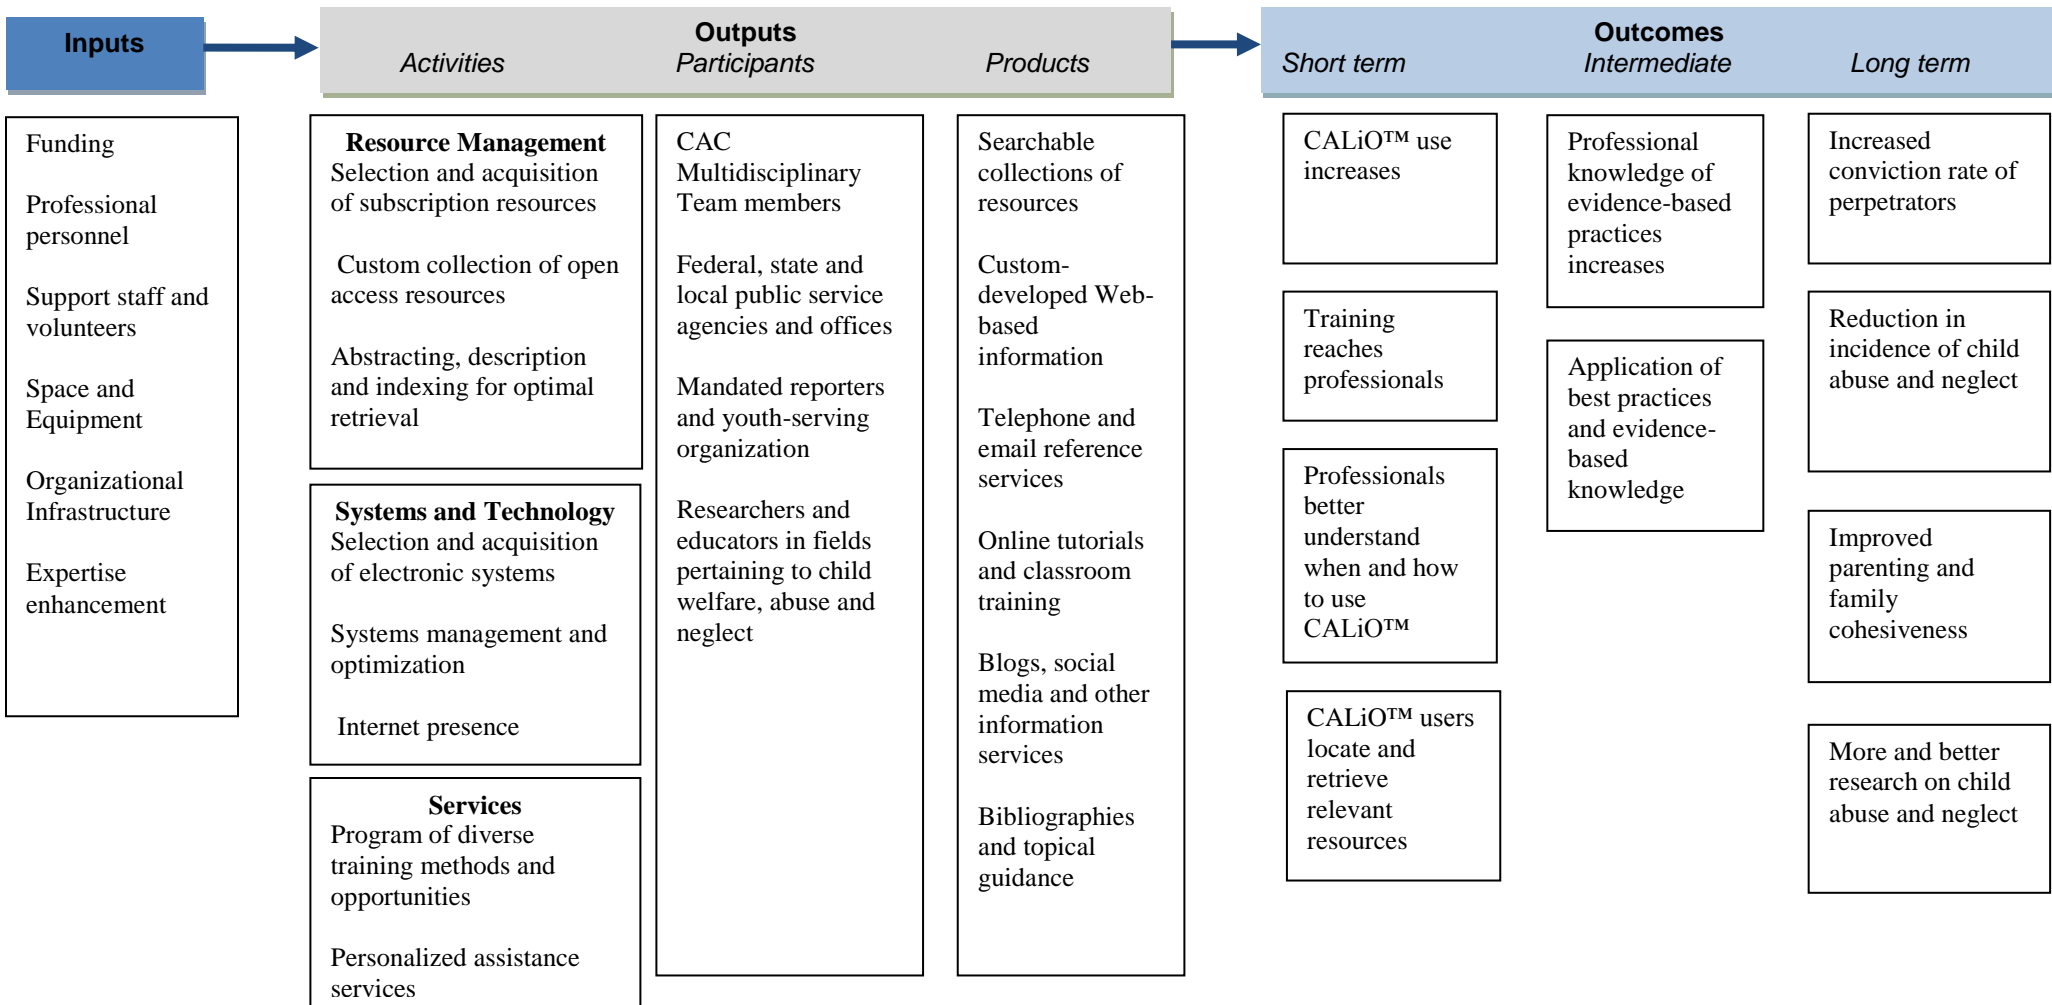 Inputs
Outputs
Activities
Participants
Products
Outcomes
Short term
Intermediate
Long term
Funding
Professional
personnel
Support staff and
volunteers
Space and
Equipment
Organizational
Infrastructure
Expertise
enhancement
Resource Management
Selection and acquisition
of subscription resources
Custom collection of open
access resources
Abstracting, description
and indexing for optimal
retrieval
Systems and Technology
Selection and acquisition
of electronic systems
Systems management and
optimization
Internet presence
Services
Program of diverse
training methods and
opportunities
Personalized assistance
services
CAC
Multidisciplinary
Team members
Federal, state and
local public service
agencies and offices
Mandated reporters
and youth-serving
organization
Researchers and
educators in fields
pertaining to child
welfare, abuse and
neglect
Searchable
collections of
resources
Custom-
developed Web-
based
information
Telephone and
email reference
services
Online tutorials
and classroom
training
Blogs, social
media and other
information
services
Bibliographies
and topical
guidance
CALiO™ use
increases
Training
reaches
professionals
Professionals
better
understand
when and how
to use
CALiO™
CALiO™ users
locate and
retrieve
relevant
resources
Professional
knowledge of
evidence-based
practices
increases
Application of
best practices
and evidence-
based
knowledge
Increased
conviction rate of
perpetrators
Reduction in
incidence of child
abuse and neglect
Improved
parenting and
family
cohesiveness
More and better
research on child
abuse and neglect